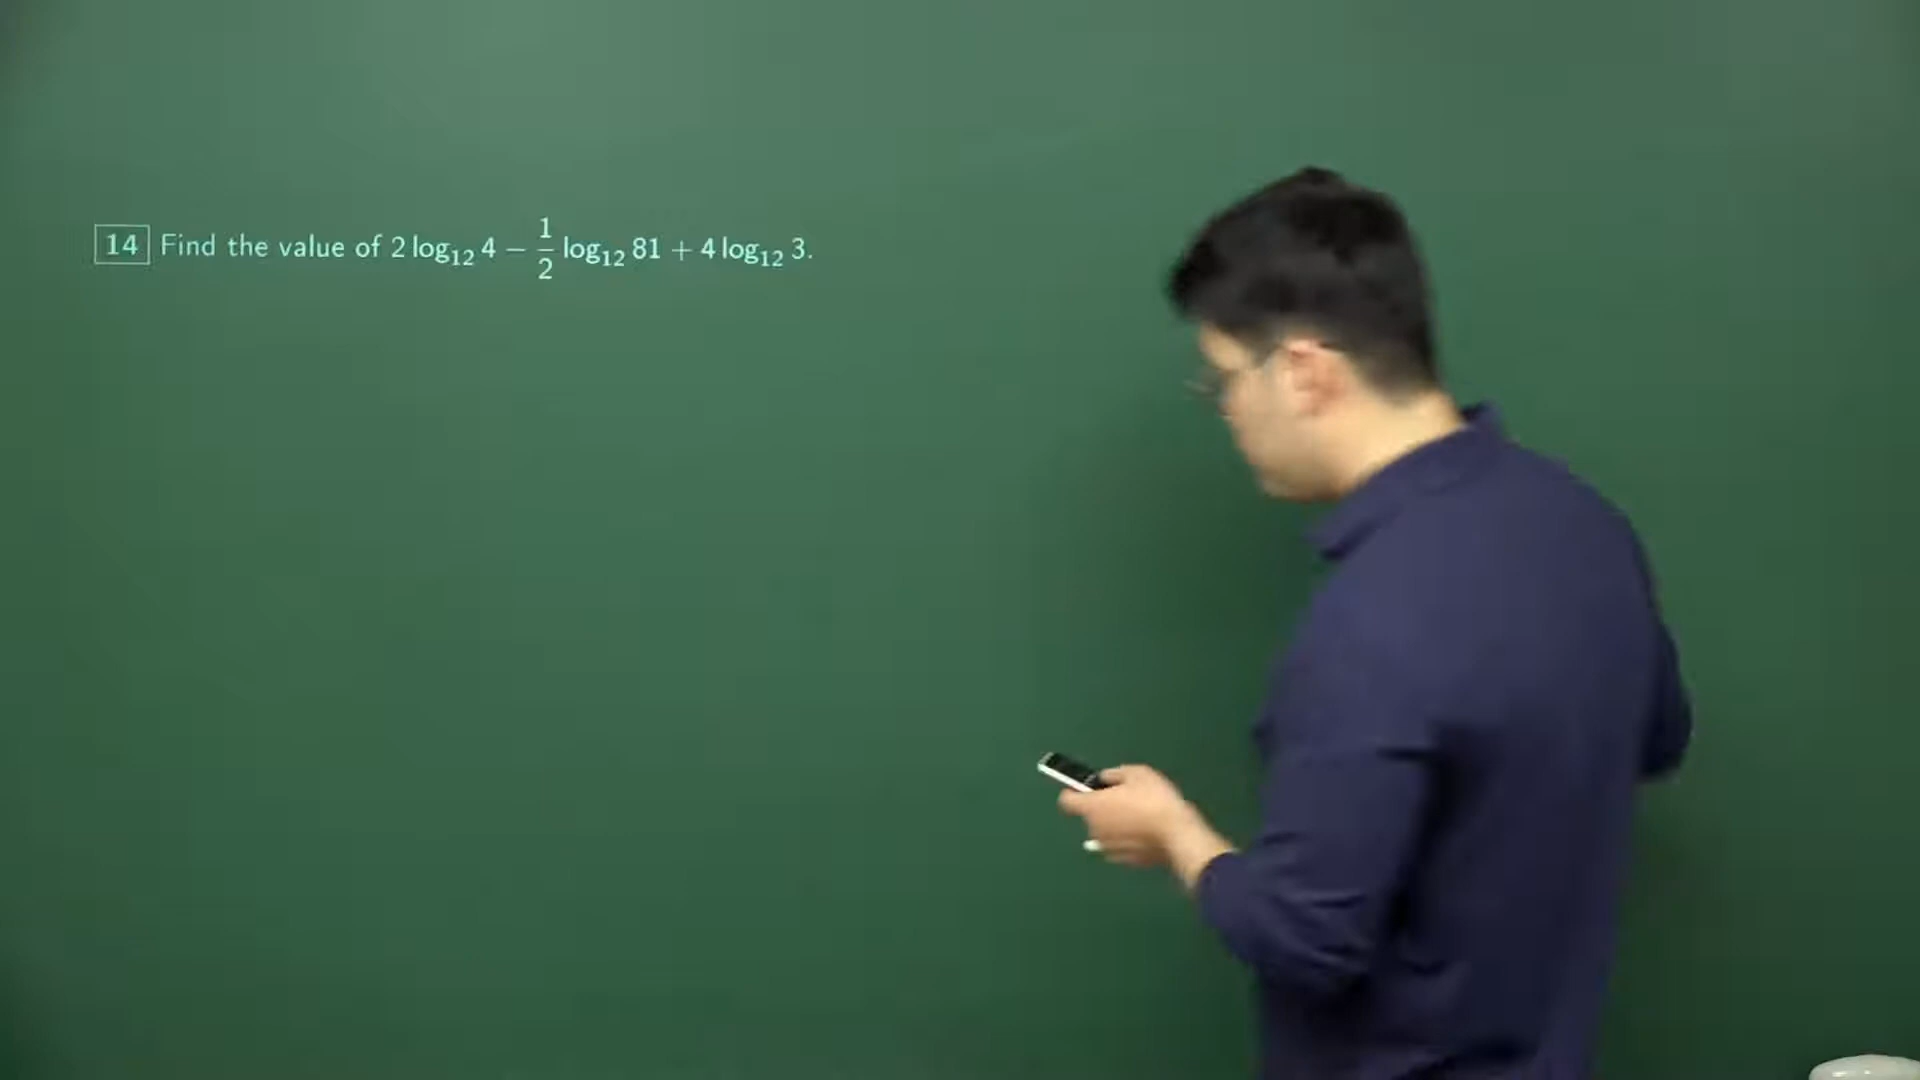 14 Find the value of 2 log₁₂ 4 − 1/2 log₁₂ 81 + 4 log₁₂ 3.